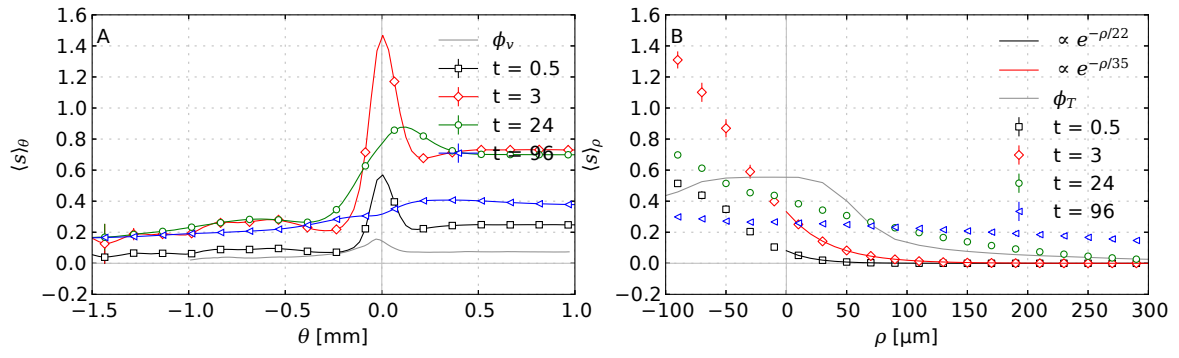 A
1.6
1.4
1.2
1.0
0.8
0.6
0.4
0.2
0.0
−0.2
⟨s⟩θ
ϕv
t = 0.5
t = 3
t = 24
t = 96
−1.5 −1.0 −0.5 0.0 0.5 1.0
θ [mm]
B
1.6
1.4
1.2
1.0
0.8
0.6
0.4
0.2
0.0
−0.2
⟨s⟩ρ
∝ e^−ρ/22
∝ e^−ρ/35
ϕT
t = 0.5
t = 3
t = 24
t = 96
−100 −50 0 50 100 150 200 250 300
ρ [µm]